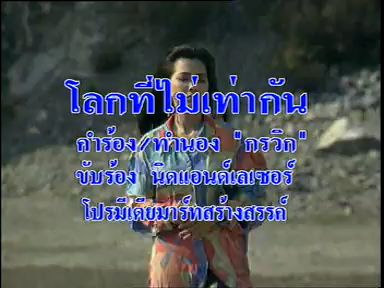 โลกที่ไม่เท่ากัน
คำร้อง/ทำนอง "กรวิก"
ขับร้อง นิดแอนด์เลเซอร์
โปรมีเดียมาร์ทสร้างสรรค์